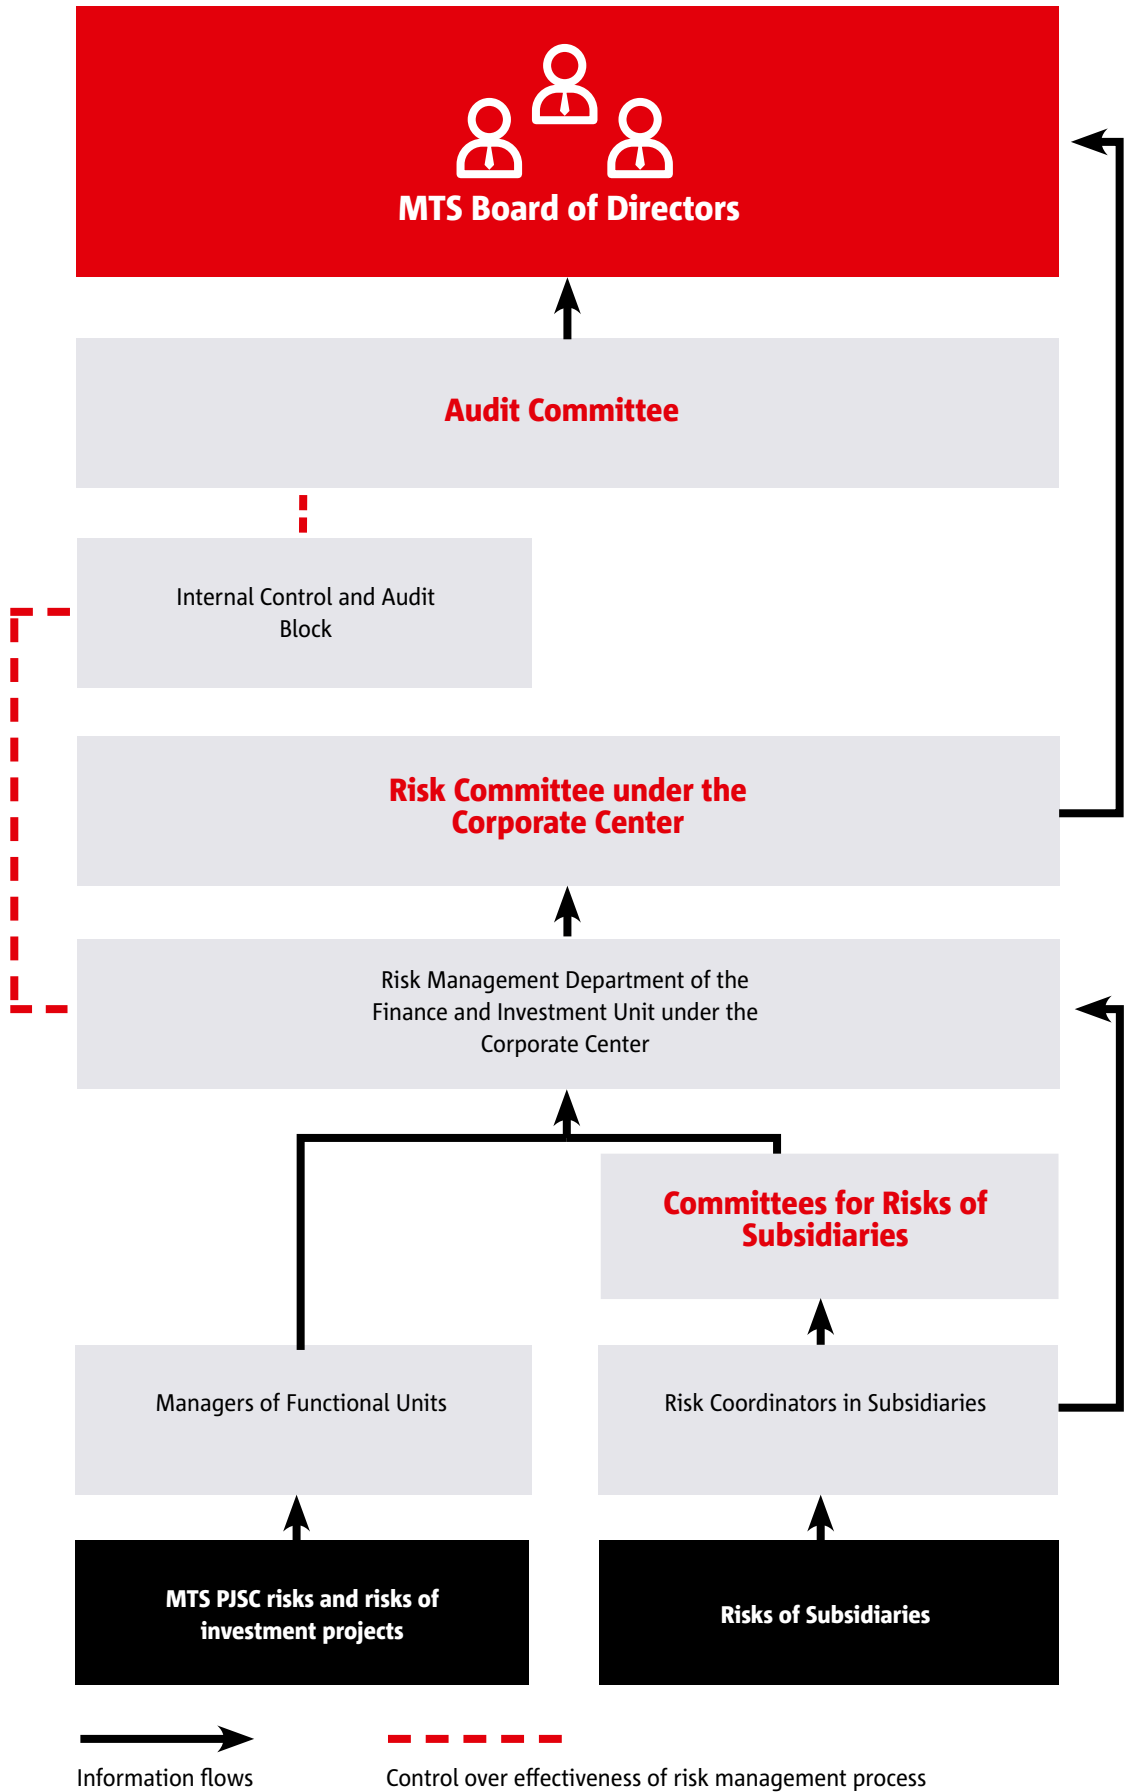 MTS Board of Directors
Audit Committee
Internal Control and Audit
Block
Risk Committee under the
Corporate Center
Risk Management Department of the
Finance and Investment Unit under the
Corporate Center
Committees for Risks of
Subsidiaries
Managers of Functional Units
Risk Coordinators in Subsidiaries
MTS PJSC risks and risks of
investment projects
Risks of Subsidiaries
Information flows
Control over effectiveness of risk management process